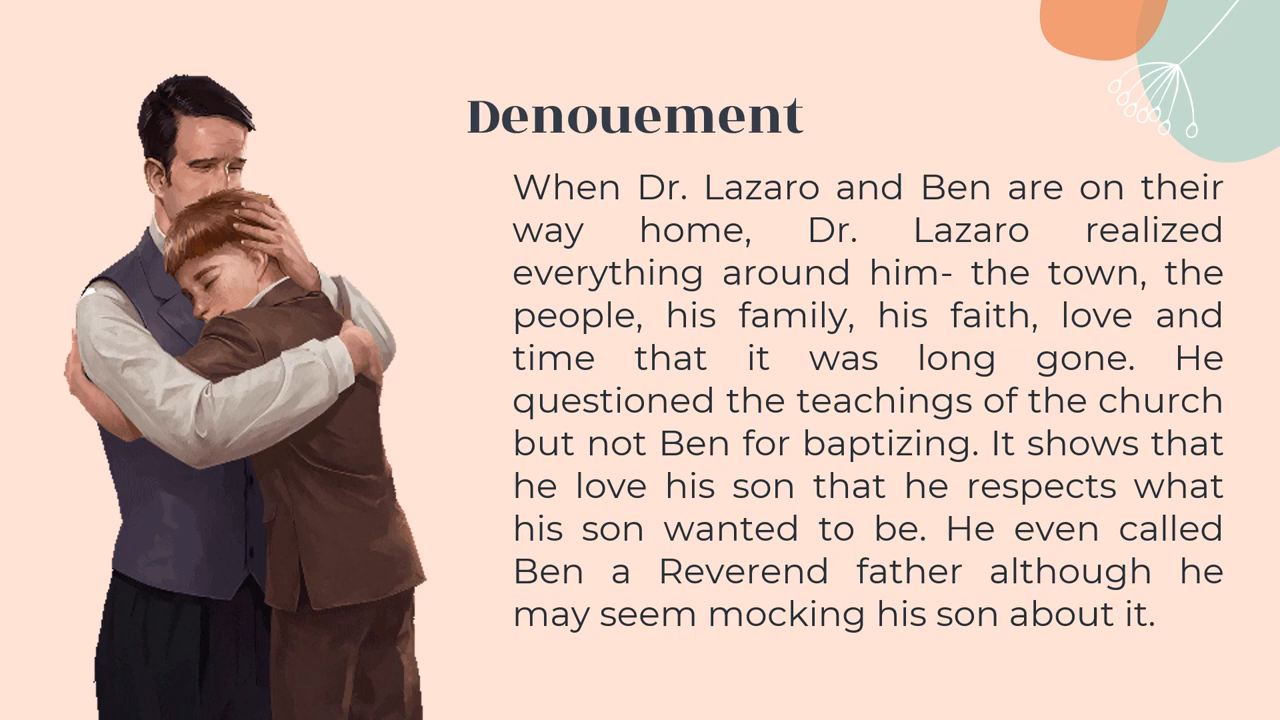 Denouement
When Dr. Lazaro and Ben are on their
way home, Dr. Lazaro realized
everything around him- the town, the
people, his family, his faith, love and
time that it was long gone. He
questioned the teachings of the church
but not Ben for baptizing. It shows that
he love his son that he respects what
his son wanted to be. He even called
Ben a Reverend father although he
may seem mocking his son about it.